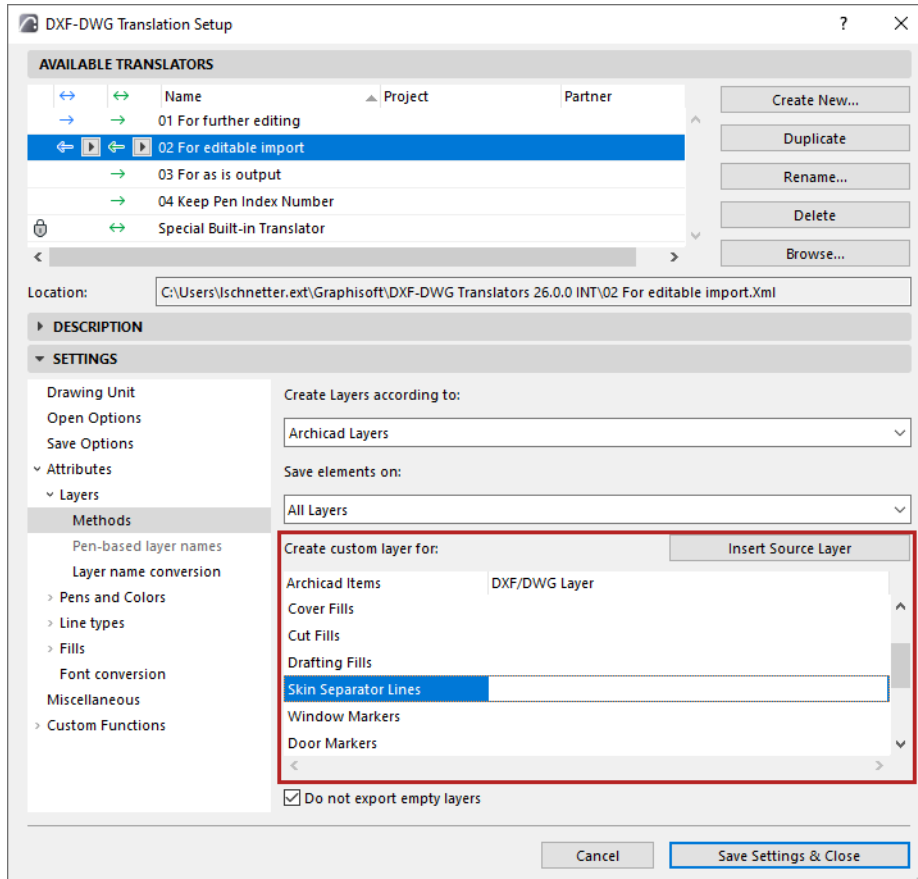 DXF-DWG Translation Setup ?
AVAILABLE TRANSLATORS
Name Project Partner
01 For further editing
02 For editable import
03 For as is output
04 Keep Pen Index Number
Special Built-in Translator
Create New...
Duplicate
Rename...
Delete
Browse...
Location: C:\Users\lschnetter.ext\Graphisoft\DXF-DWG Translators 26.0.0 INT\02 For editable import.Xml
DESCRIPTION
SETTINGS
Drawing Unit
Open Options
Save Options
Attributes
Layers
Methods
Pen-based layer names
Layer name conversion
Pens and Colors
Line types
Fills
Font conversion
Miscellaneous
Custom Functions
Create Layers according to:
Archicad Layers
Save elements on:
All Layers
Create custom layer for: Insert Source Layer
Archicad Items DXF/DWG Layer
Cover Fills
Cut Fills
Drafting Fills
Skin Separator Lines
Window Markers
Door Markers
Do not export empty layers
Cancel Save Settings & Close